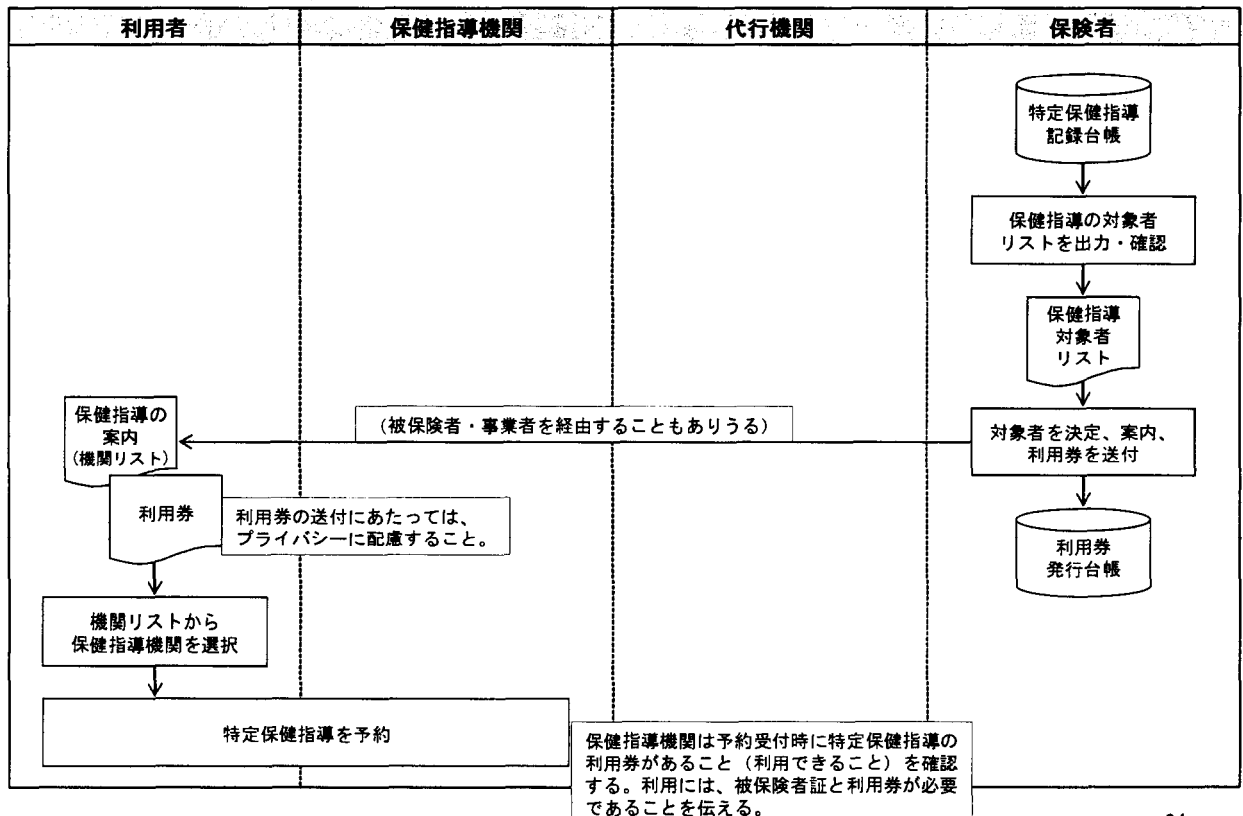 利用者
保健指導機関
代行機関
保険者
特定保健指導
記録台帳
保健指導の対象者
リストを出力・確認
保健指導
対象者
リスト
対象者を決定、案内、
利用券を送付
(被保険者・事業者を経由することもありうる)
利用券
発行台帳
保健指導の
案内
(機関リスト)
利用券
利用券の送付にあたっては、
プライバシーに配慮すること。
機関リストから
保健指導機関を選択
特定保健指導を予約
保健指導機関は予約受付時に特定保健指導の
利用券があること(利用できること)を確認
する。利用には、被保険者証と利用券が必要
であることを伝える。